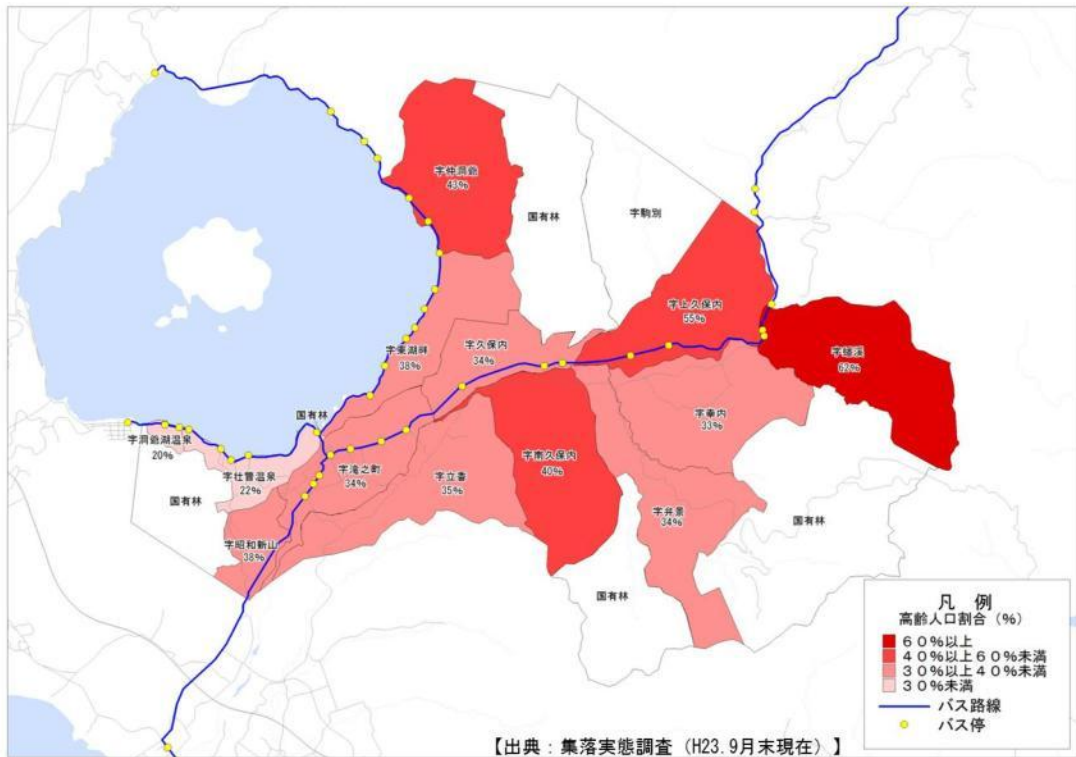 字仲洞爺
43%
国有林
字駒別
字上久保内
55%
字蟠渓
62%
字東湖畔
38%
字久保内
34%
国有林
字洞爺湖温泉
20%
字壮瞥温泉
22%
字滝之町
34%
字立香
35%
字南久保内
40%
字幸内
33%
国有林
字弁景
34%
国有林
字昭和新山
38%
国有林
凡　例
高齢人口割合（%）
６０％以上
４０％以上６０％未満
３０％以上４０％未満
３０％未満
バス路線
バス停
【出典：集落実態調査（H23.9月末現在）】